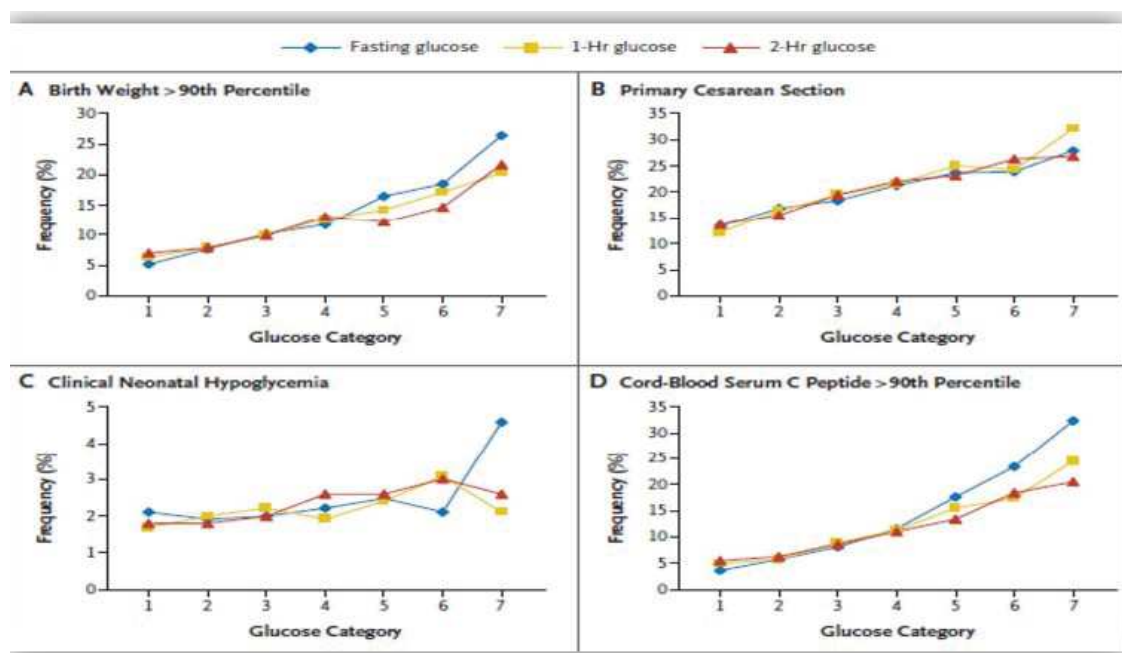 Fasting glucose 1-Hr glucose 2-Hr glucose
A Birth Weight >90th Percentile
30
25
20
15
10
5
0
Frequency (%)
1 2 3 4 5 6 7
Glucose Category
B Primary Cesarean Section
35
30
25
20
15
10
5
0
Frequency (%)
1 2 3 4 5 6 7
Glucose Category
C Clinical Neonatal Hypoglycemia
5
4
3
2
1
0
Frequency (%)
1 2 3 4 5 6 7
Glucose Category
D Cord-Blood Serum C Peptide >90th Percentile
35
30
25
20
15
10
5
0
Frequency (%)
1 2 3 4 5 6 7
Glucose Category